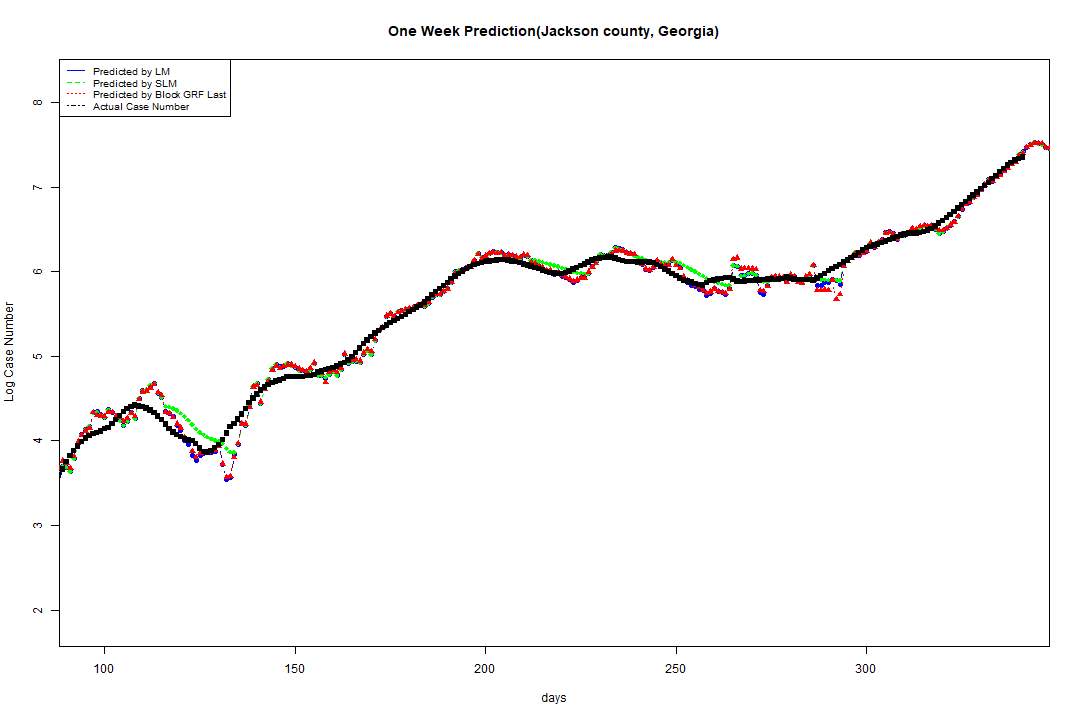 One Week Prediction(Jackson county, Georgia)
Predicted by LM
Predicted by SLM
Predicted by Block GRF Last
Actual Case Number
8
7
6
5
4
3
2
Log Case Number
100 150 200 250 300
days